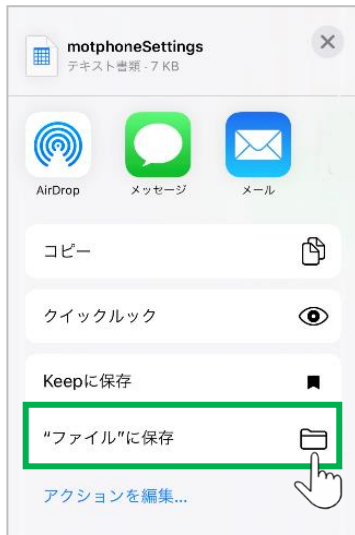 motphoneSettings
テキスト書類 · 7 KB
AirDrop
メッセージ
メール
コピー
クイックルック
Keepに保存
“ファイル”に保存
アクションを編集...